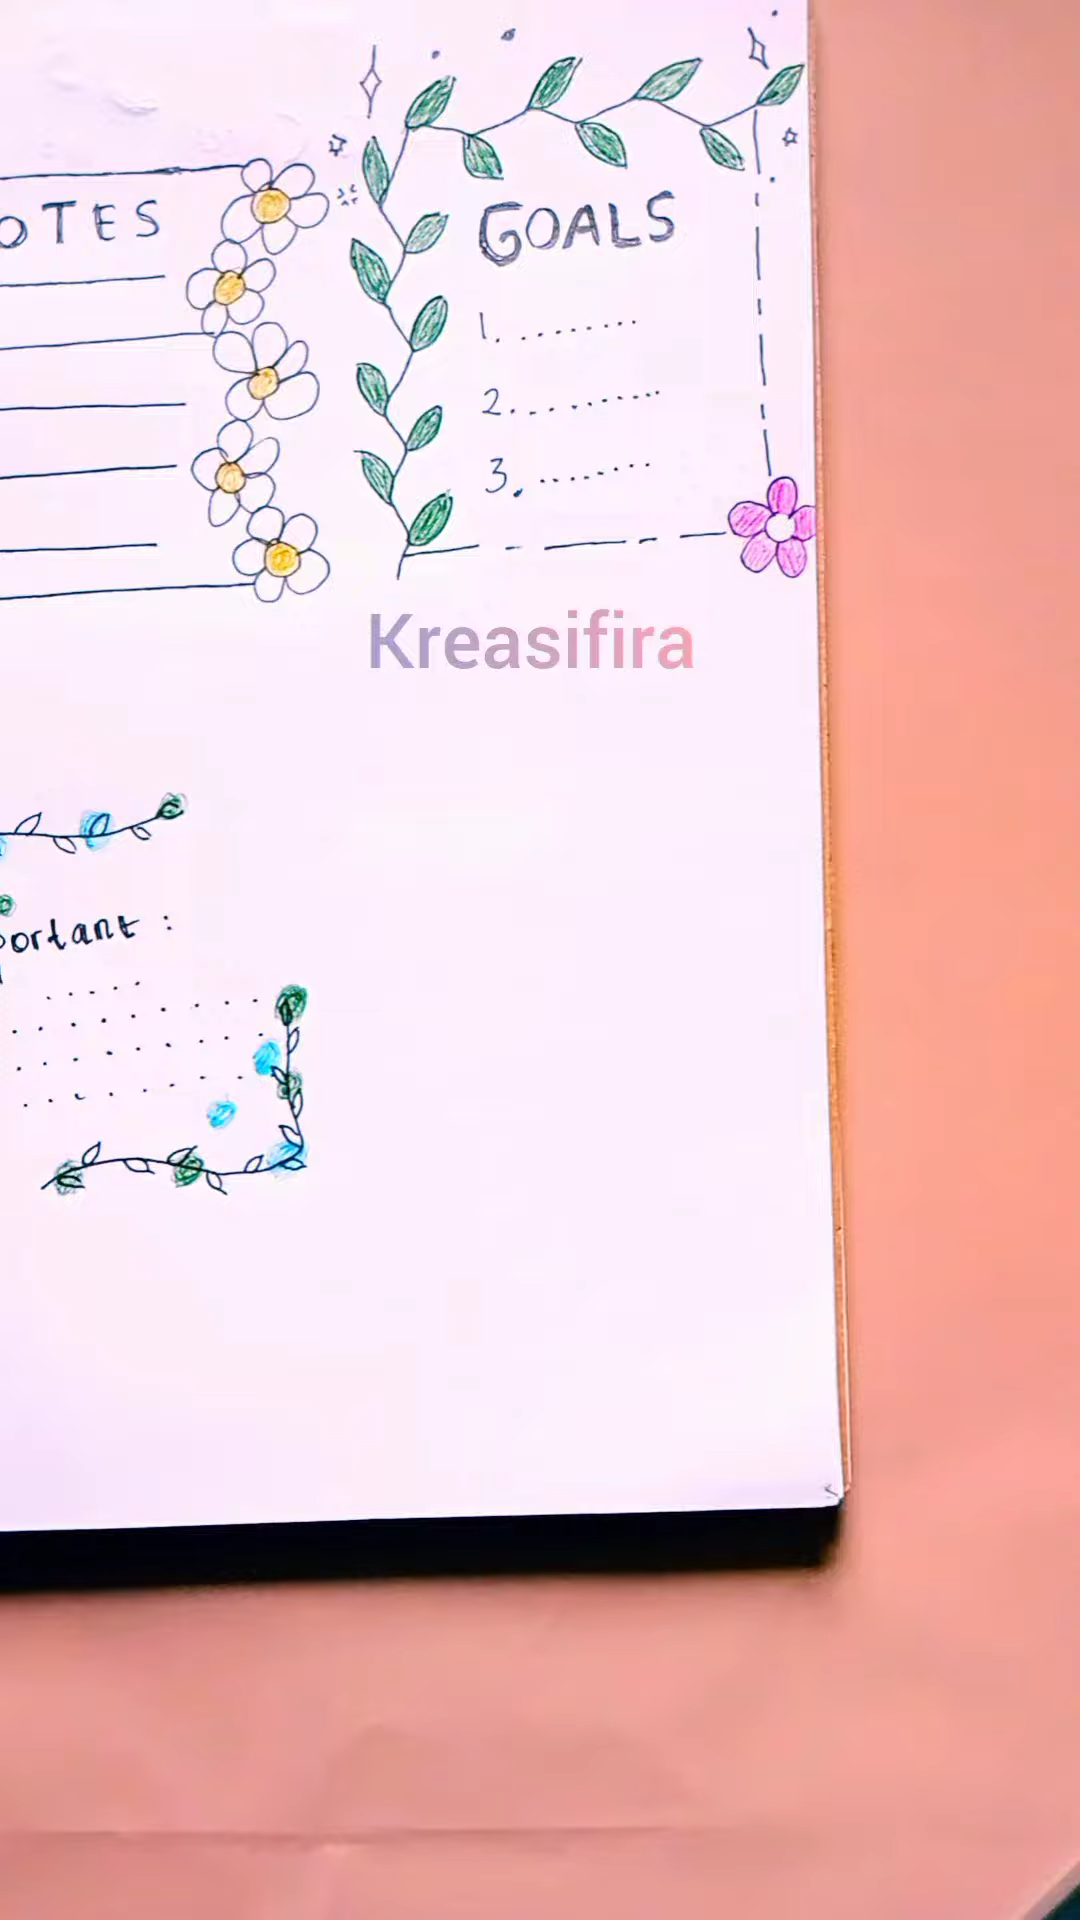 OTES
GOALS
1. ........
2. ..........
3. ........
Kreasifira
portant :